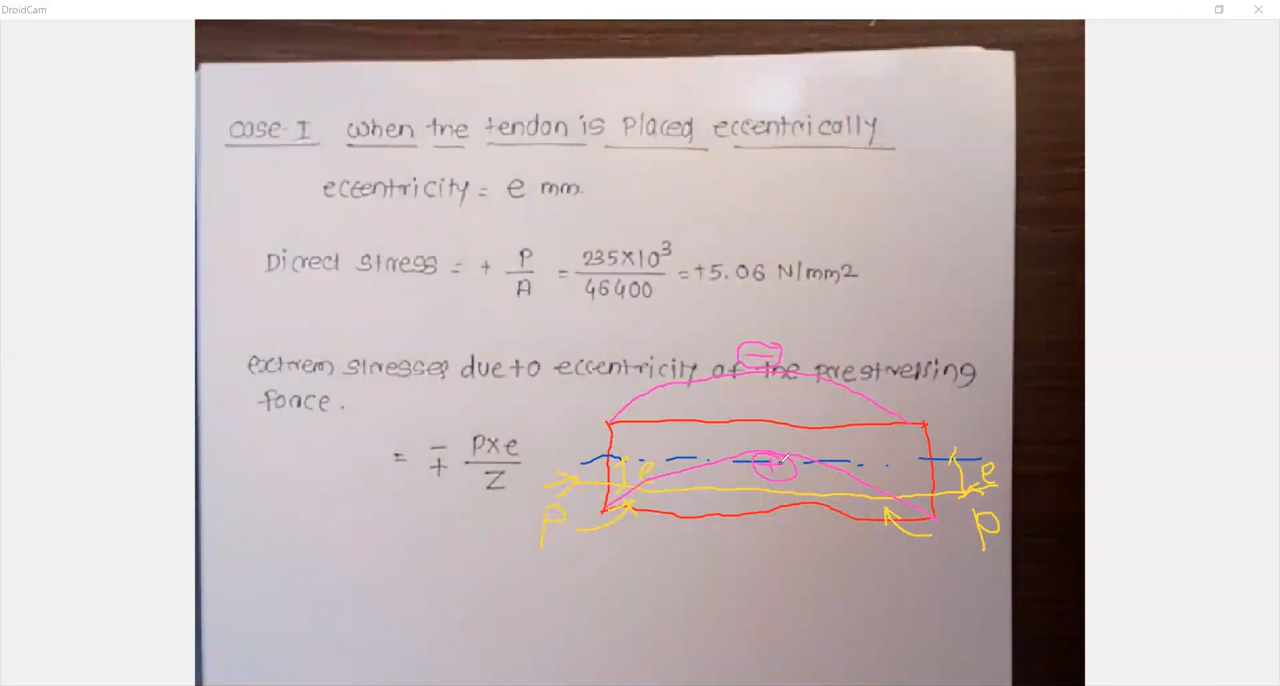 DroidCam
Case-I When the tendon is Placed eccentrically
eccentricity = e mm.
Direct stress = + P/A = 235×10³/46400 = +5.06 N/mm2
extrem stresses due to eccentricity of the prestressing
force.
= ∓ P×e/Z
−
+
e
e
P
P